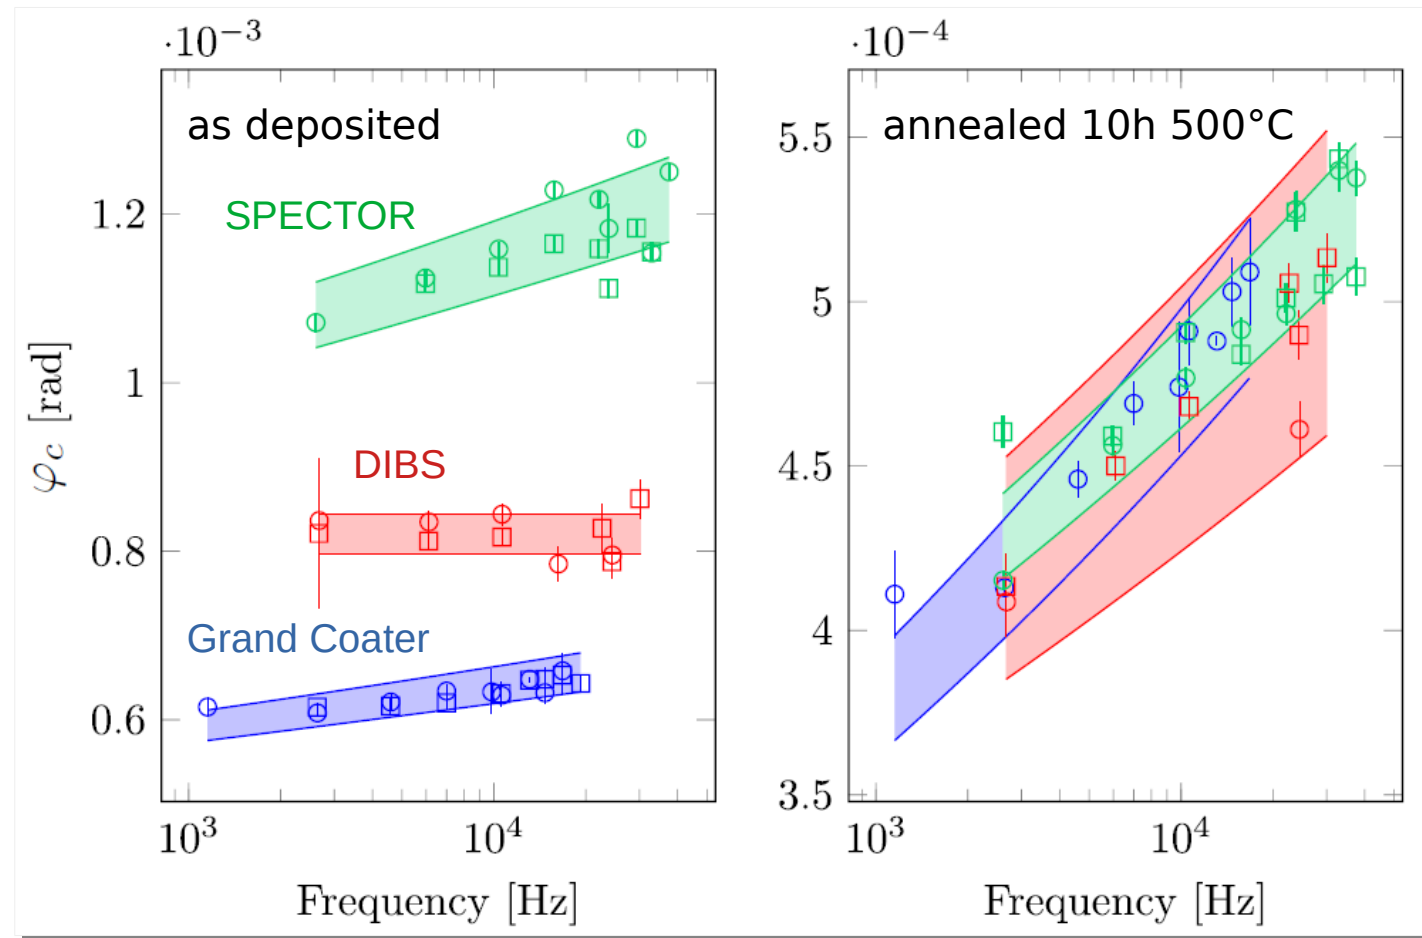 ·10⁻³
as deposited
SPECTOR
DIBS
Grand Coater
1.2
1
0.8
0.6
φc [rad]
10³ 10⁴
Frequency [Hz]
·10⁻⁴
annealed 10h 500°C
5.5
5
4.5
4
3.5
10³ 10⁴
Frequency [Hz]